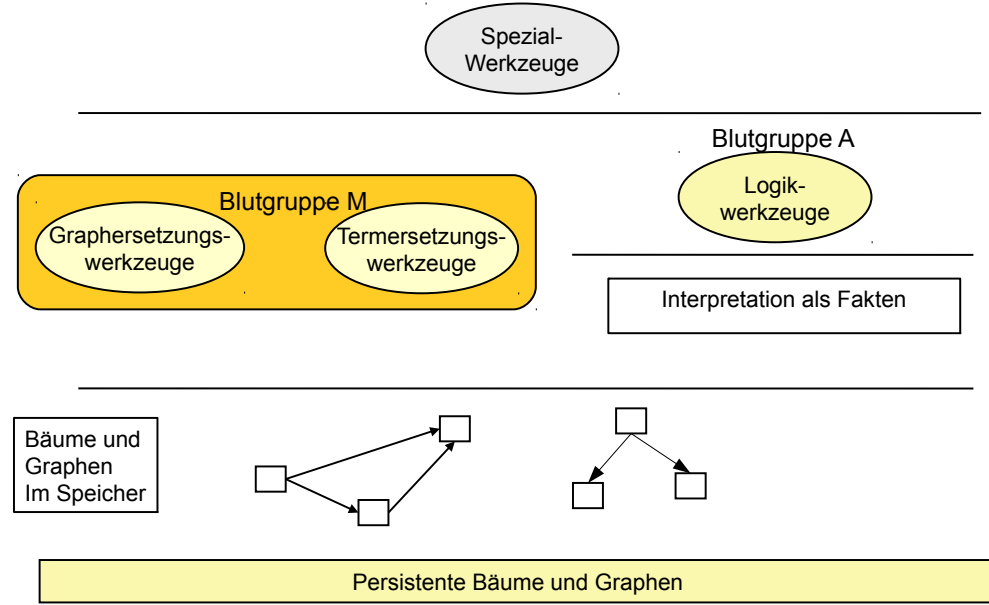 Spezial-
Werkzeuge
Blutgruppe A
Logik-
werkzeuge
Blutgruppe M
Graphersetzungs-
werkzeuge
Termersetzungs-
werkzeuge
Interpretation als Fakten
Bäume und
Graphen
Im Speicher
Persistente Bäume und Graphen